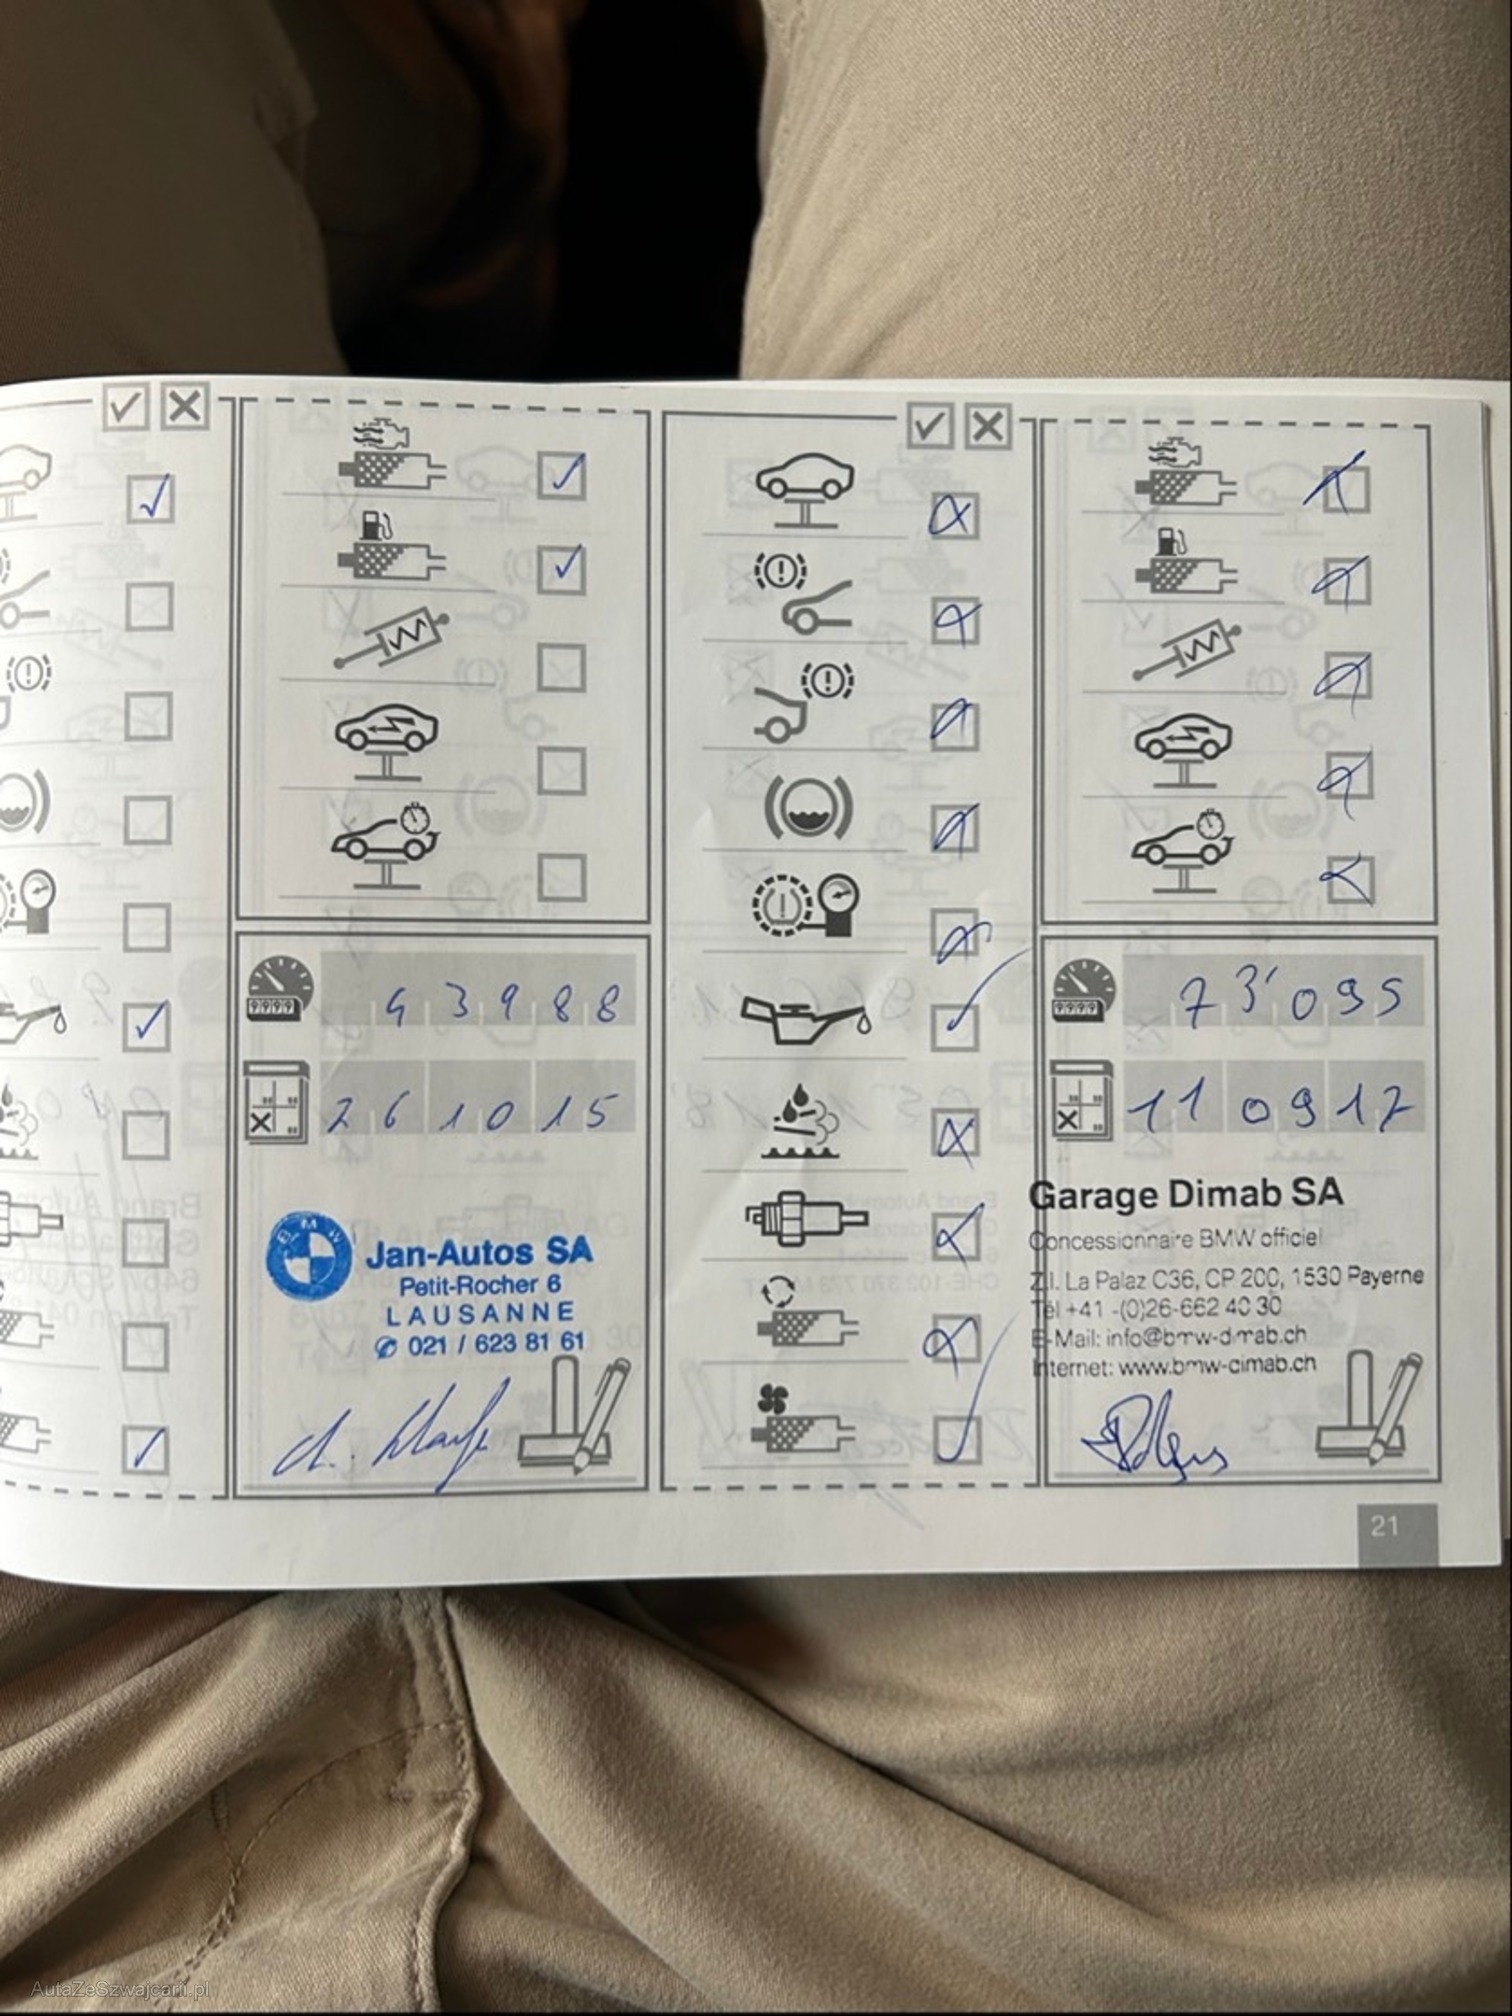 43988
261015
BMW
Jan-Autos SA
Petit-Rocher 6
LAUSANNE
✆ 021 / 623 81 61
73'095
110917
Garage Dimab SA
Concessionnaire BMW officiel
Z.I. La Palaz C36, CP 200, 1530 Payerne
Tél +41 -(0)26-662 40 30
E-Mail: info@bmw-dimab.ch
Internet: www.bmw-dimab.ch
21
AutaZeSzwajcarii.pl